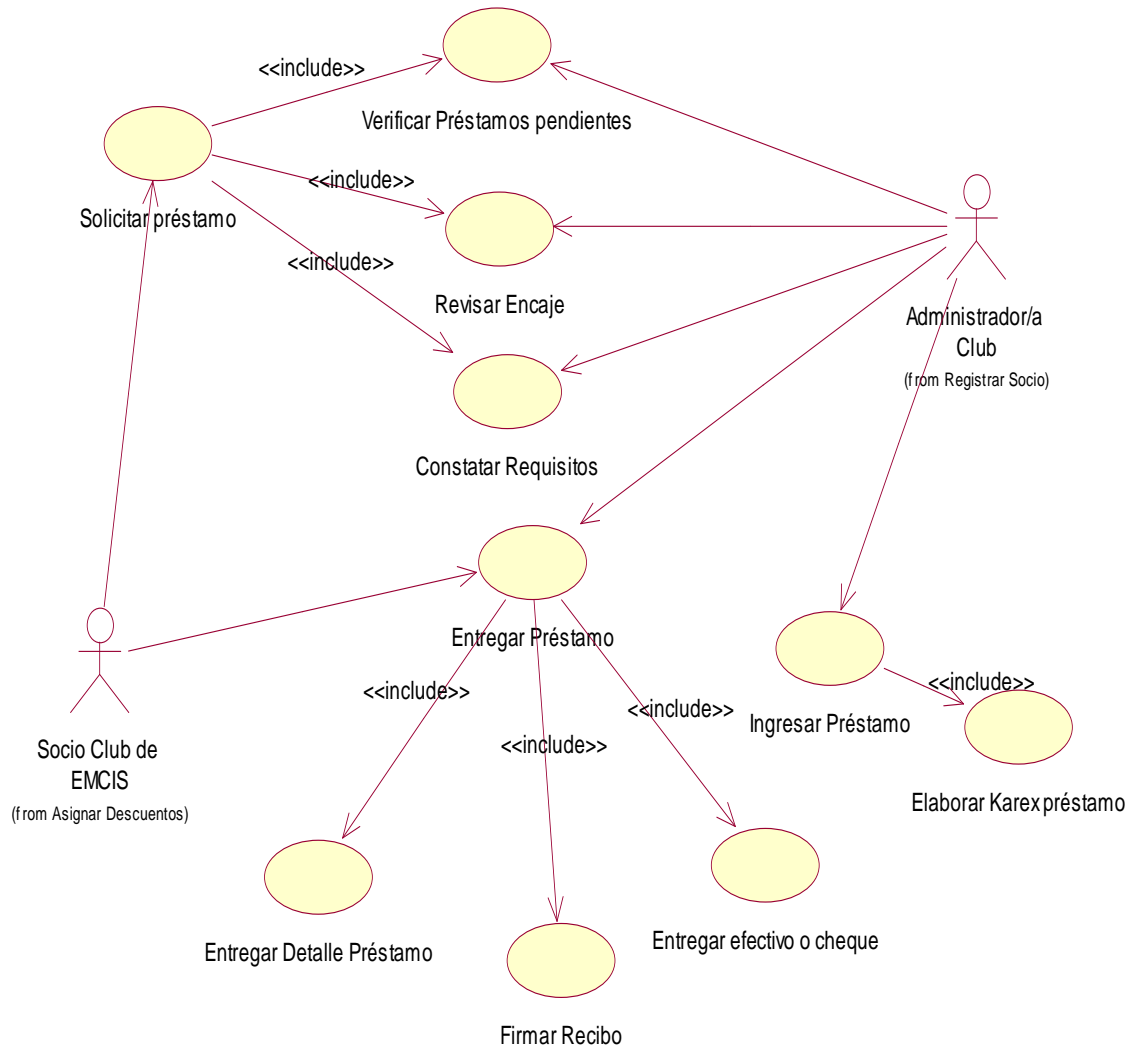 <<include>>
Verificar Préstamos pendientes
<<include>>
Solicitar préstamo
<<include>>
Revisar Encaje
Administrador/a
Club
(from Registrar Socio)
Constatar Requisitos
Entregar Préstamo
<<include>>
<<include>>
<<include>>
<<include>>
Ingresar Préstamo
Socio Club de
EMCIS
(from Asignar Descuentos)
Elaborar Karex préstamo
Entregar Detalle Préstamo
Entregar efectivo o cheque
Firmar Recibo